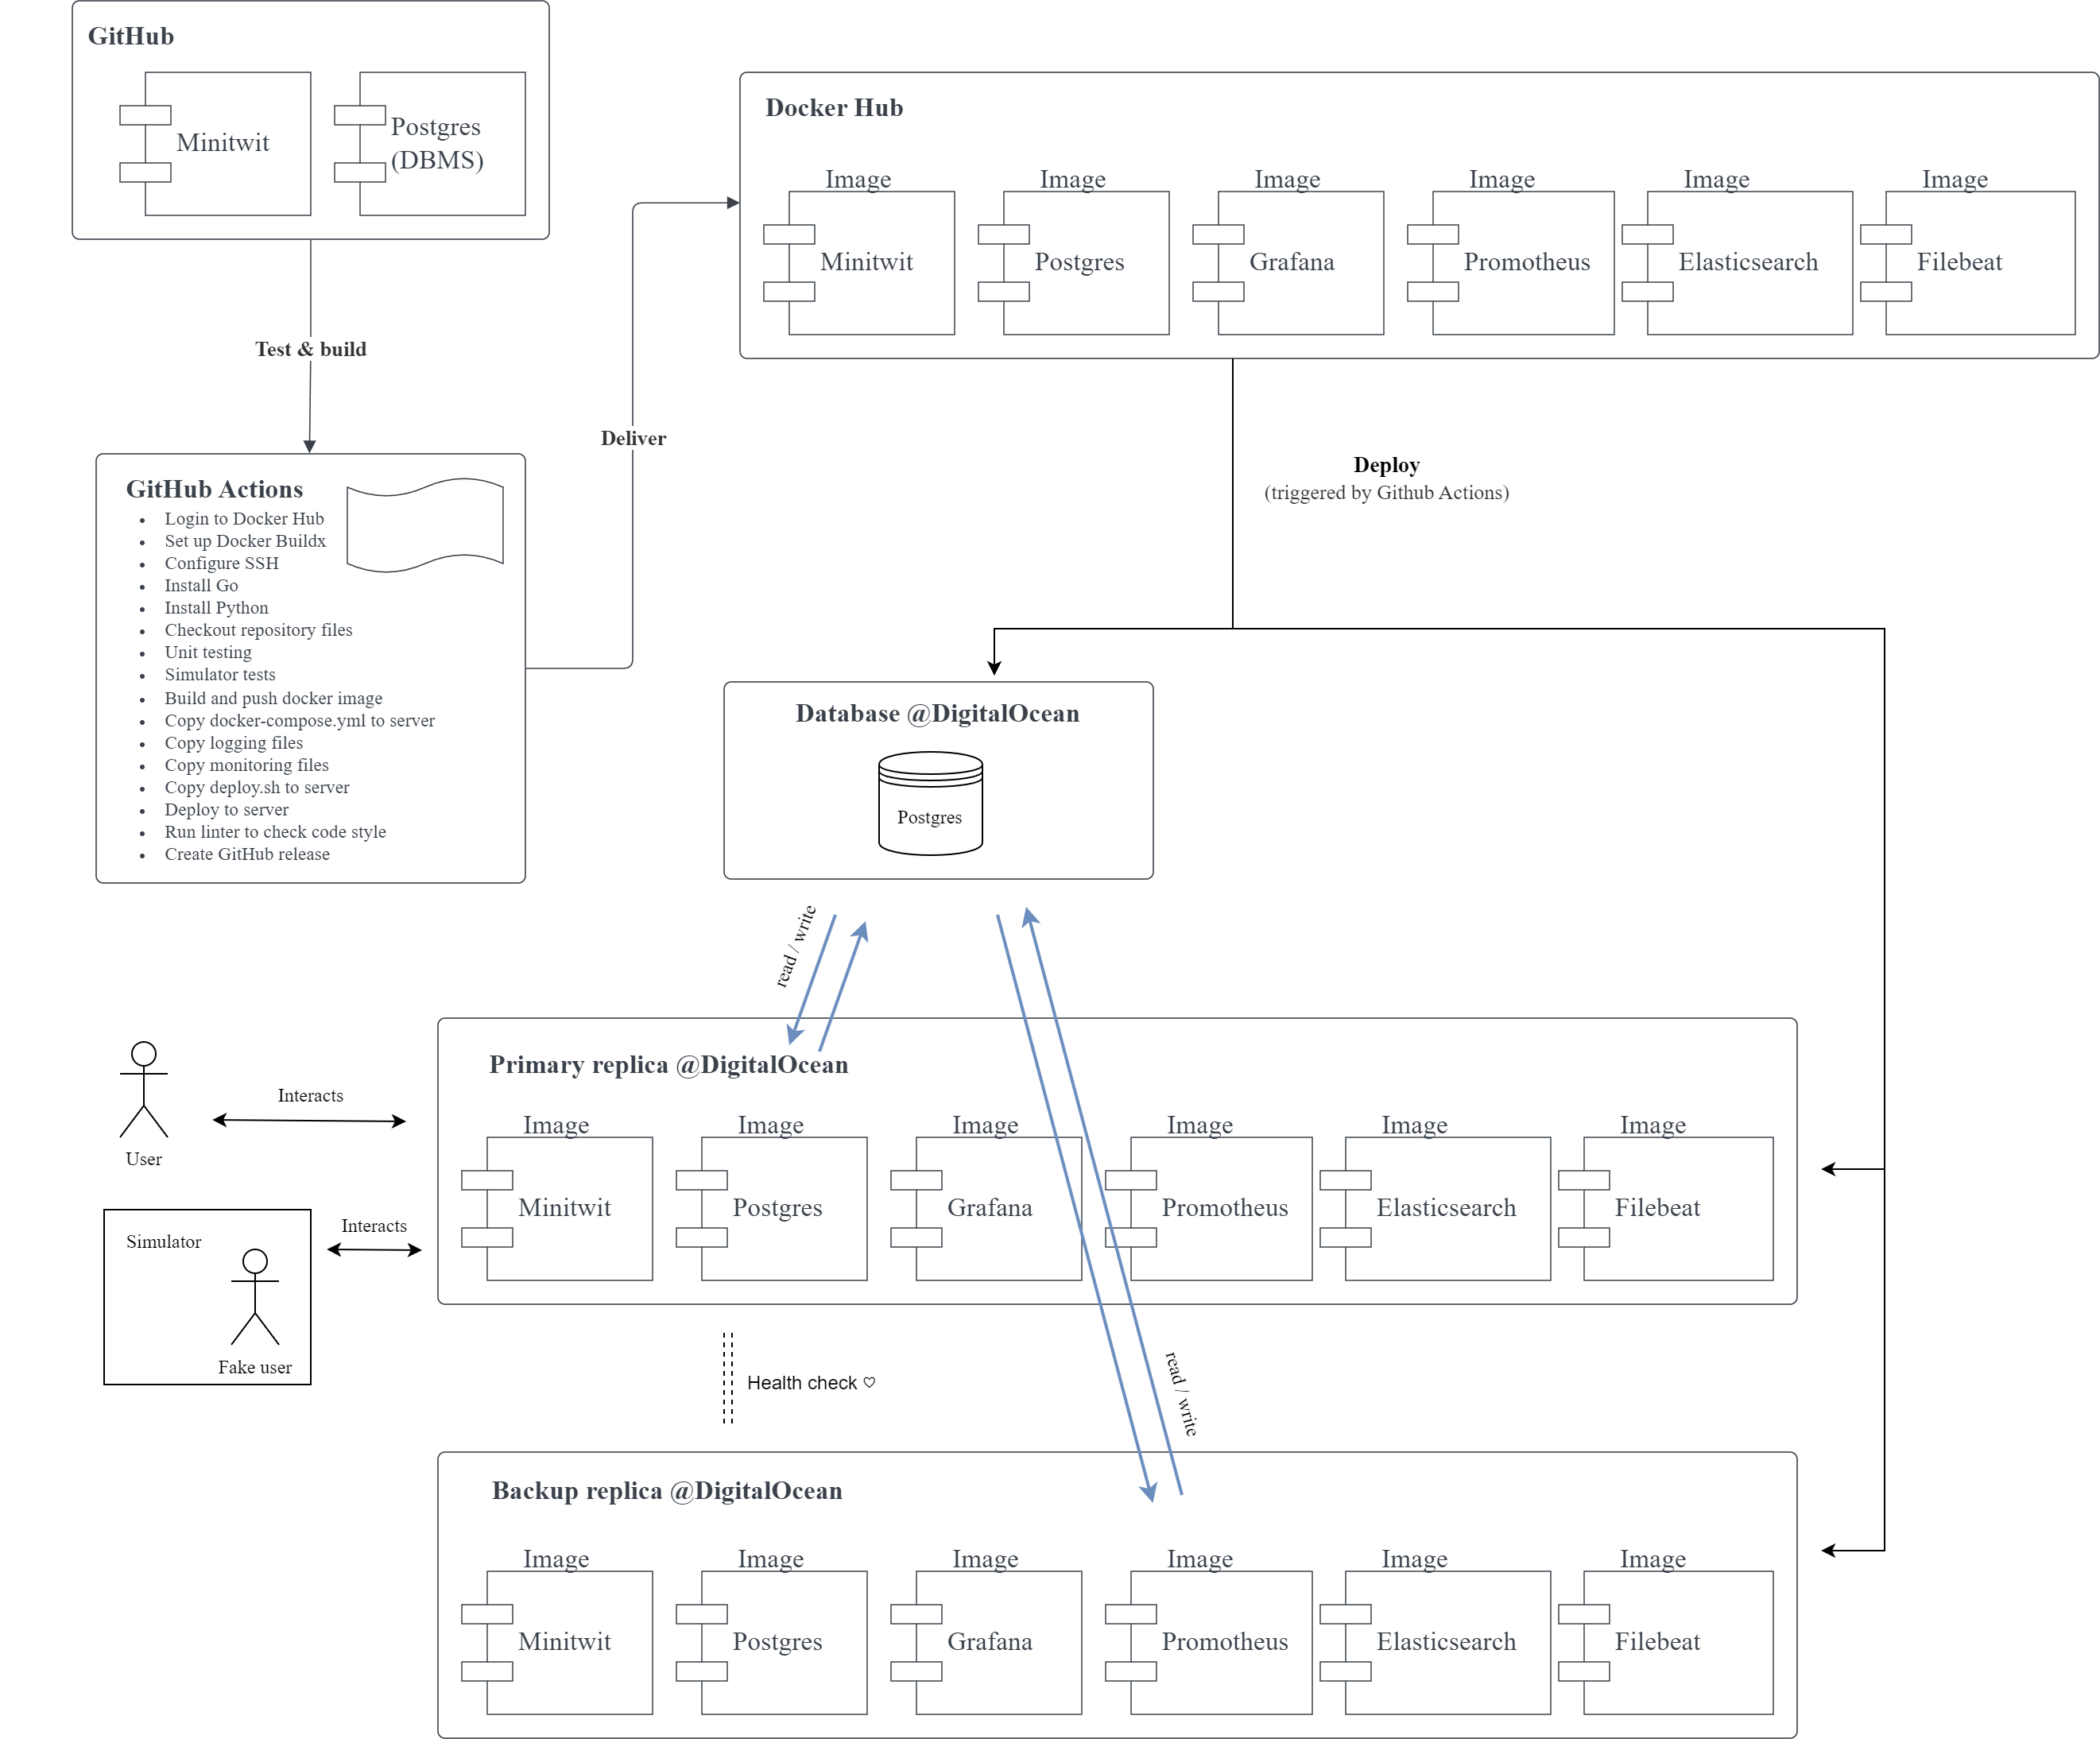 GitHub
Minitwit
Postgres
(DBMS)
Docker Hub
Image
Minitwit
Image
Postgres
Image
Grafana
Image
Promotheus
Image
Elasticsearch
Image
Filebeat
Test & build
Deliver
Deploy
(triggered by Github Actions)
GitHub Actions
Login to Docker Hub
Set up Docker Buildx
Configure SSH
Install Go
Install Python
Checkout repository files
Unit testing
Simulator tests
Build and push docker image
Copy docker-compose.yml to server
Copy logging files
Copy monitoring files
Copy deploy.sh to server
Deploy to server
Run linter to check code style
Create GitHub release
Database @DigitalOcean
Postgres
read / write
Primary replica @DigitalOcean
Image
Minitwit
Image
Postgres
Image
Grafana
Image
Promotheus
Image
Elasticsearch
Image
Filebeat
Interacts
User
Interacts
Simulator
Fake user
Health check ♡
read / write
Backup replica @DigitalOcean
Image
Minitwit
Image
Postgres
Image
Grafana
Image
Promotheus
Image
Elasticsearch
Image
Filebeat